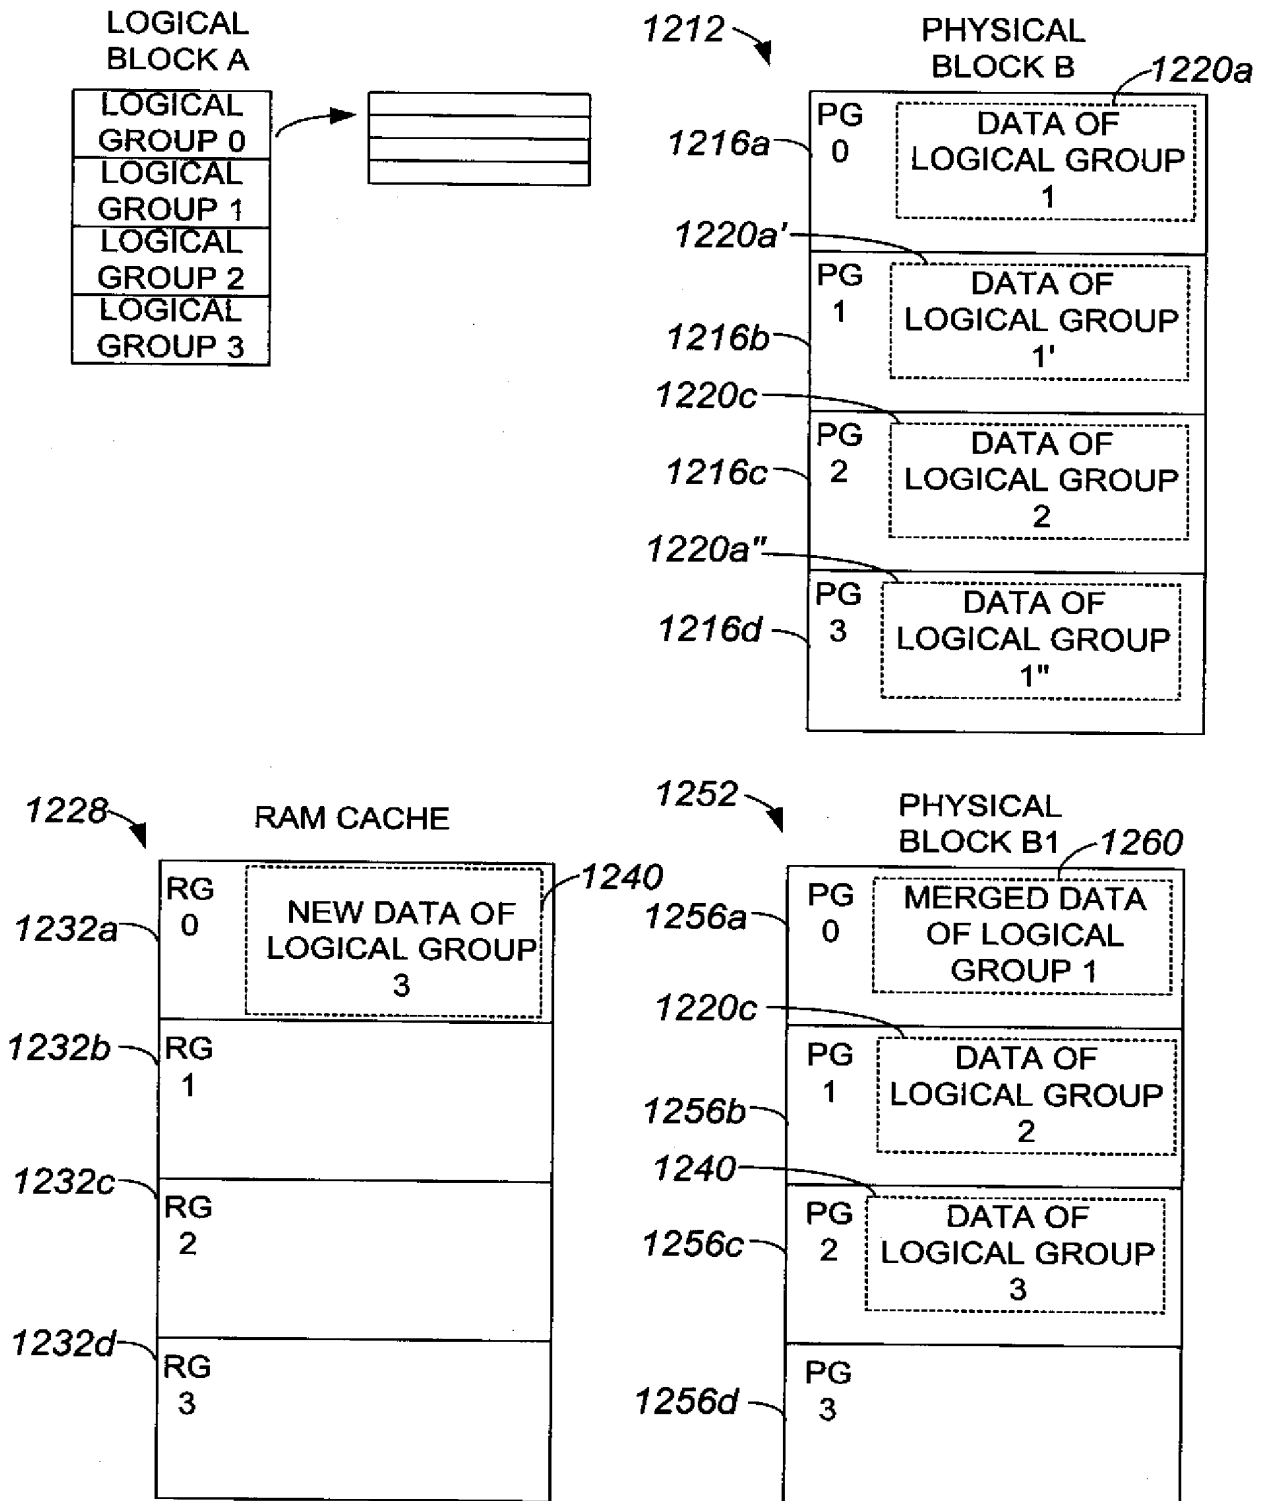 LOGICAL
BLOCK A
LOGICAL
GROUP 0
LOGICAL
GROUP 1
LOGICAL
GROUP 2
LOGICAL
GROUP 3
1212
PHYSICAL
BLOCK B
1220a
1216a
PG
0
DATA OF
LOGICAL GROUP
1
1220a'
1216b
PG
1
DATA OF
LOGICAL GROUP
1'
1220c
1216c
PG
2
DATA OF
LOGICAL GROUP
2
1220a"
1216d
PG
3
DATA OF
LOGICAL GROUP
1"
1228
RAM CACHE
1232a
RG
0
NEW DATA OF
LOGICAL GROUP
3
1240
1232b
RG
1
1232c
RG
2
1232d
RG
3
1252
PHYSICAL
BLOCK B1
1260
1256a
PG
0
MERGED DATA
OF LOGICAL
GROUP 1
1220c
1256b
PG
1
DATA OF
LOGICAL GROUP
2
1240
1256c
PG
2
DATA OF
LOGICAL GROUP
3
1256d
PG
3